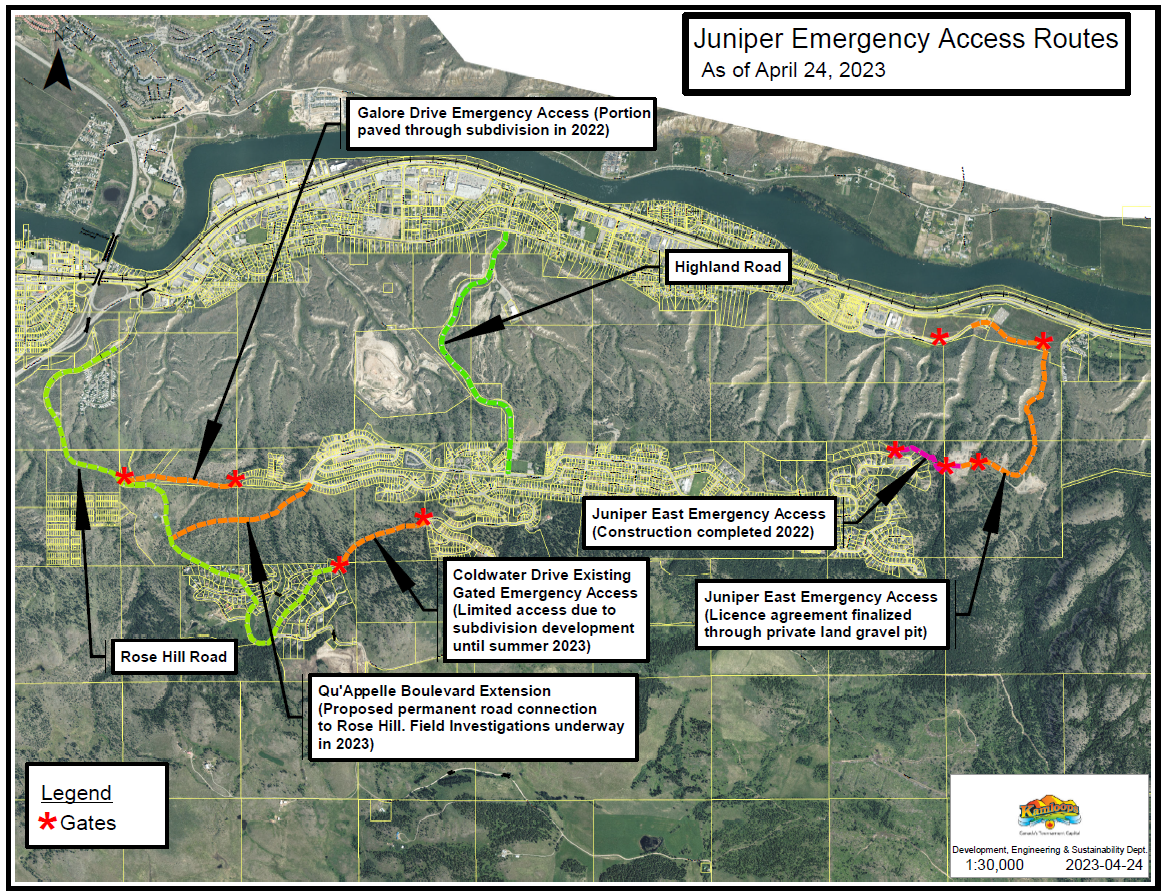 Juniper Emergency Access Routes
As of April 24, 2023
Galore Drive Emergency Access (Portion
paved through subdivision in 2022)
Highland Road
Juniper East Emergency Access
(Construction completed 2022)
Coldwater Drive Existing
Gated Emergency Access
(Limited access due to
subdivision development
until summer 2023)
Juniper East Emergency Access
(Licence agreement finalized
through private land gravel pit)
Rose Hill Road
Qu'Appelle Boulevard Extension
(Proposed permanent road connection
to Rose Hill. Field Investigations underway
in 2023)
Legend
Gates
Kamloops
Canada's Tournament Capital
Development, Engineering & Sustainability Dept.
1:30,000 2023-04-24